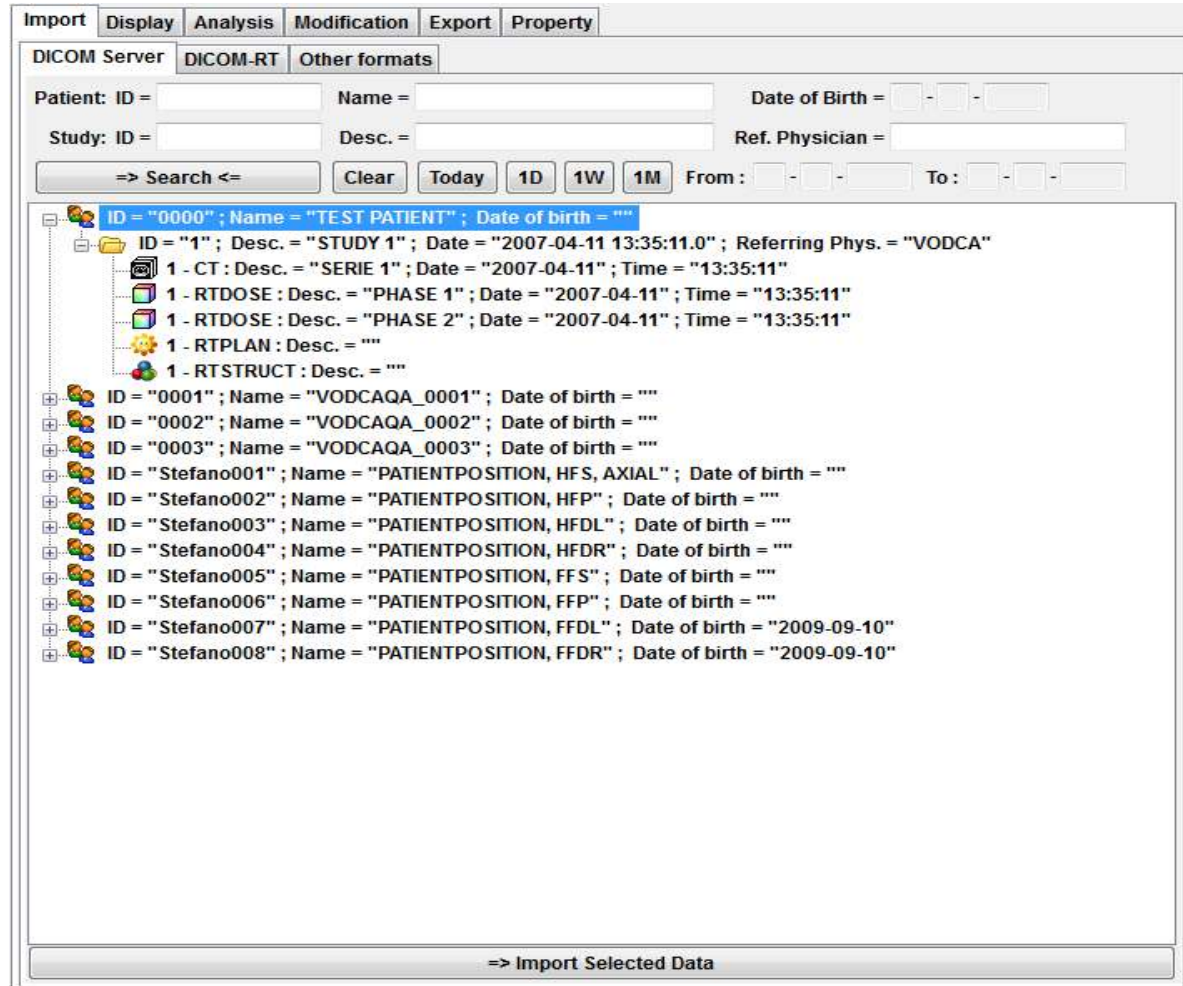 Import Display Analysis Modification Export Property
DICOM Server DICOM-RT Other formats
Patient: ID = Name = Date of Birth = - -
Study: ID = Desc. = Ref. Physician =
=> Search <= Clear Today 1D 1W 1M From : - - To : - -
ID = "0000" ; Name = "TEST PATIENT" ; Date of birth = ""
ID = "1" ; Desc. = "STUDY 1" ; Date = "2007-04-11 13:35:11.0" ; Referring Phys. = "VODCA"
1 - CT : Desc. = "SERIE 1" ; Date = "2007-04-11" ; Time = "13:35:11"
1 - RTDOSE : Desc. = "PHASE 1" ; Date = "2007-04-11" ; Time = "13:35:11"
1 - RTDOSE : Desc. = "PHASE 2" ; Date = "2007-04-11" ; Time = "13:35:11"
1 - RTPLAN : Desc. = ""
1 - RTSTRUCT : Desc. = ""
ID = "0001" ; Name = "VODCAQA_0001" ; Date of birth = ""
ID = "0002" ; Name = "VODCAQA_0002" ; Date of birth = ""
ID = "0003" ; Name = "VODCAQA_0003" ; Date of birth = ""
ID = "Stefano001" ; Name = "PATIENTPOSITION, HFS, AXIAL" ; Date of birth = ""
ID = "Stefano002" ; Name = "PATIENTPOSITION, HFP" ; Date of birth = ""
ID = "Stefano003" ; Name = "PATIENTPOSITION, HFDL" ; Date of birth = ""
ID = "Stefano004" ; Name = "PATIENTPOSITION, HFDR" ; Date of birth = ""
ID = "Stefano005" ; Name = "PATIENTPOSITION, FFS" ; Date of birth = ""
ID = "Stefano006" ; Name = "PATIENTPOSITION, FFP" ; Date of birth = ""
ID = "Stefano007" ; Name = "PATIENTPOSITION, FFDL" ; Date of birth = "2009-09-10"
ID = "Stefano008" ; Name = "PATIENTPOSITION, FFDR" ; Date of birth = "2009-09-10"
=> Import Selected Data